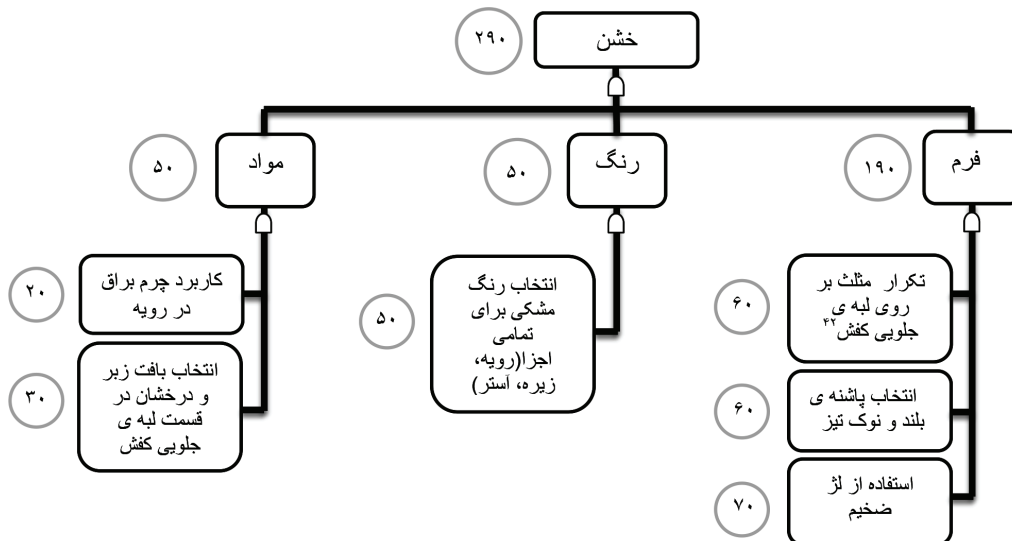 خشن
۲۹۰
فرم
۱۹۰
رنگ
۵۰
مواد
۵۰
تکرار مثلث بر
روی لبه ی
جلویی کفش۴۲
۶۰
انتخاب پاشنه ی
بلند و نوک تیز
۶۰
استفاده از لژ
ضخیم
۷۰
انتخاب رنگ
مشکی برای
تمامی
اجزا(رویه،
زیره، آستر)
۵۰
کاربرد چرم براق
در رویه
۲۰
انتخاب بافت زبر
و درخشان در
قسمت لبه ی
جلویی کفش
۳۰